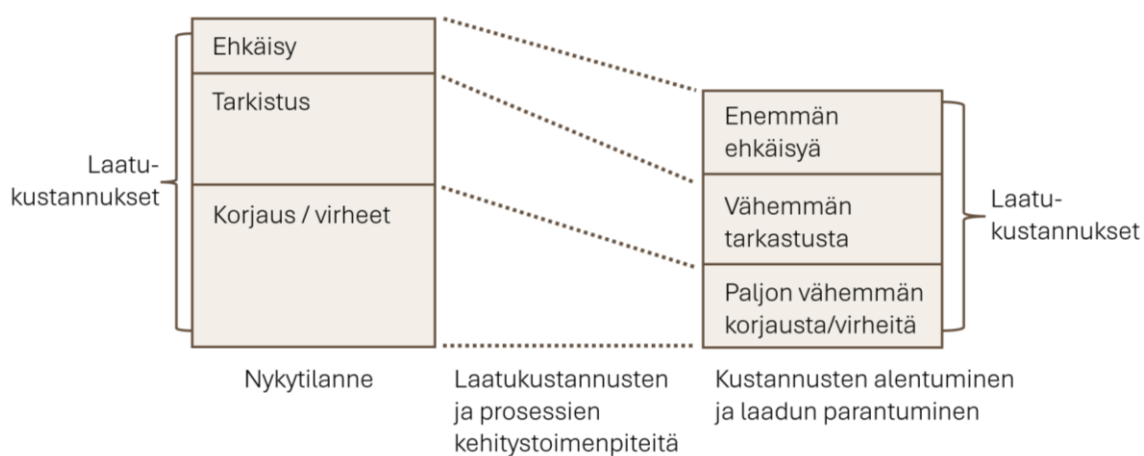 Ehkäisy
Tarkistus
Laatu-
kustannukset
Korjaus / virheet
Enemmän
ehkäisyä
Vähemmän
tarkastusta
Paljon vähemmän
korjausta/virheitä
Laatu-
kustannukset
Nykytilanne
Laatukustannusten
ja prosessien
kehitystoimenpiteitä
Kustannusten alentuminen
ja laadun parantuminen